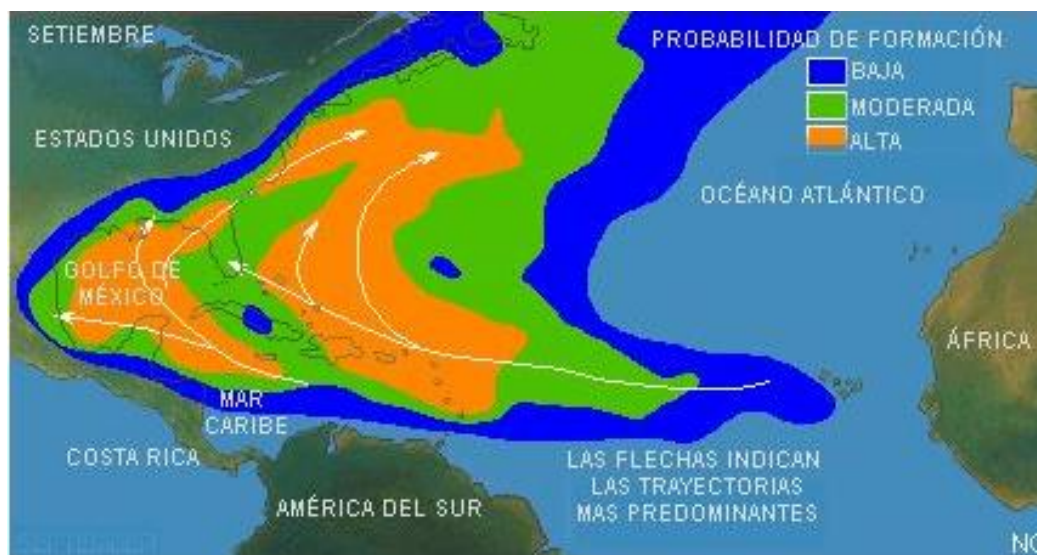 SETIEMBRE
PROBABILIDAD DE FORMACIÓN
BAJA
MODERADA
ALTA
ESTADOS UNIDOS
OCÉANO ATLÁNTICO
GOLFO DE
MÉXICO
ÁFRICA
MAR
CARIBE
COSTA RICA
LAS FLECHAS INDICAN
LAS TRAYECTORIAS
MAS PREDOMINANTES
AMÉRICA DEL SUR
NO